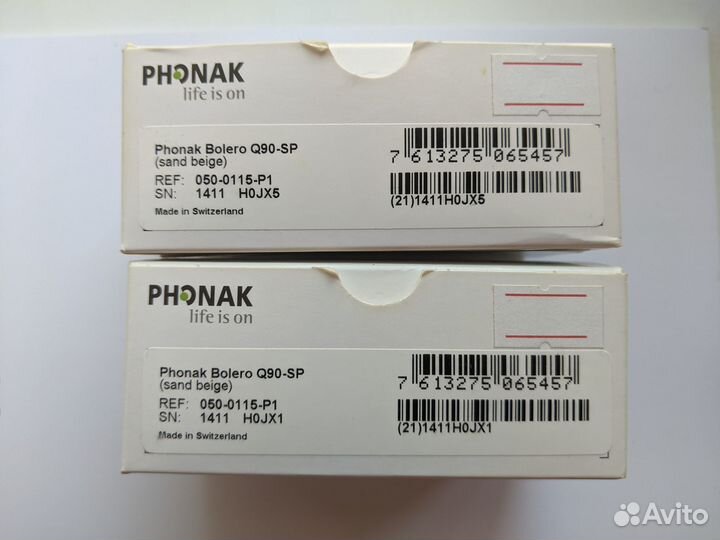 PHONAK
life is on
Phonak Bolero Q90-SP
(sand beige)
REF: 050-0115-P1
SN: 1411 H0JX5
Made in Switzerland
7 613275 065457
(21)1411H0JX5
PHONAK
life is on
Phonak Bolero Q90-SP
(sand beige)
REF: 050-0115-P1
SN: 1411 H0JX1
Made in Switzerland
7 613275 065457
(21)1411H0JX1
Avito